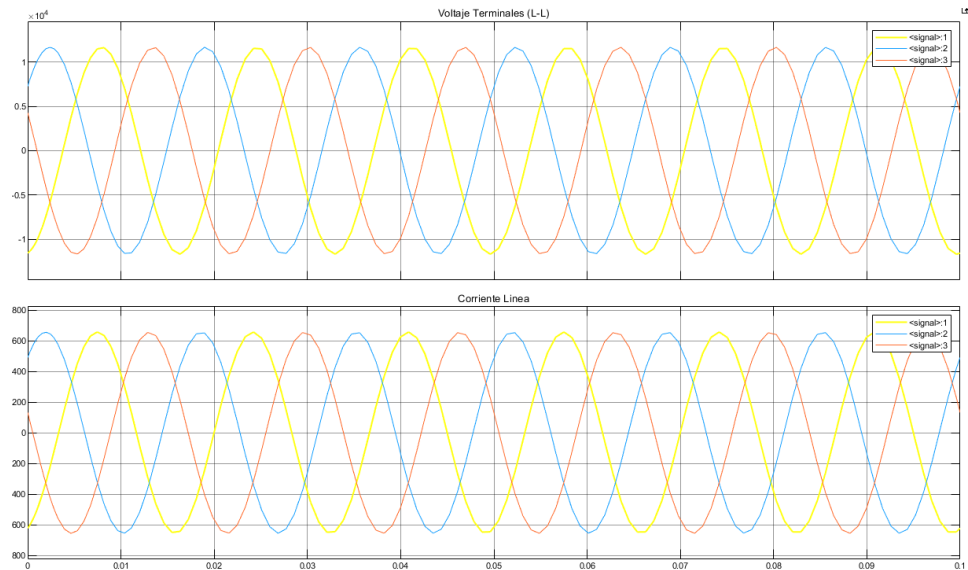 Voltaje Terminales (L-L)
×10⁴
1
0.5
0
-0.5
-1
<signal>:1
<signal>:2
<signal>:3
Corriente Linea
800
600
400
200
0
200
400
600
800
<signal>:1
<signal>:2
<signal>:3
0 0.01 0.02 0.03 0.04 0.05 0.06 0.07 0.08 0.09 0.1